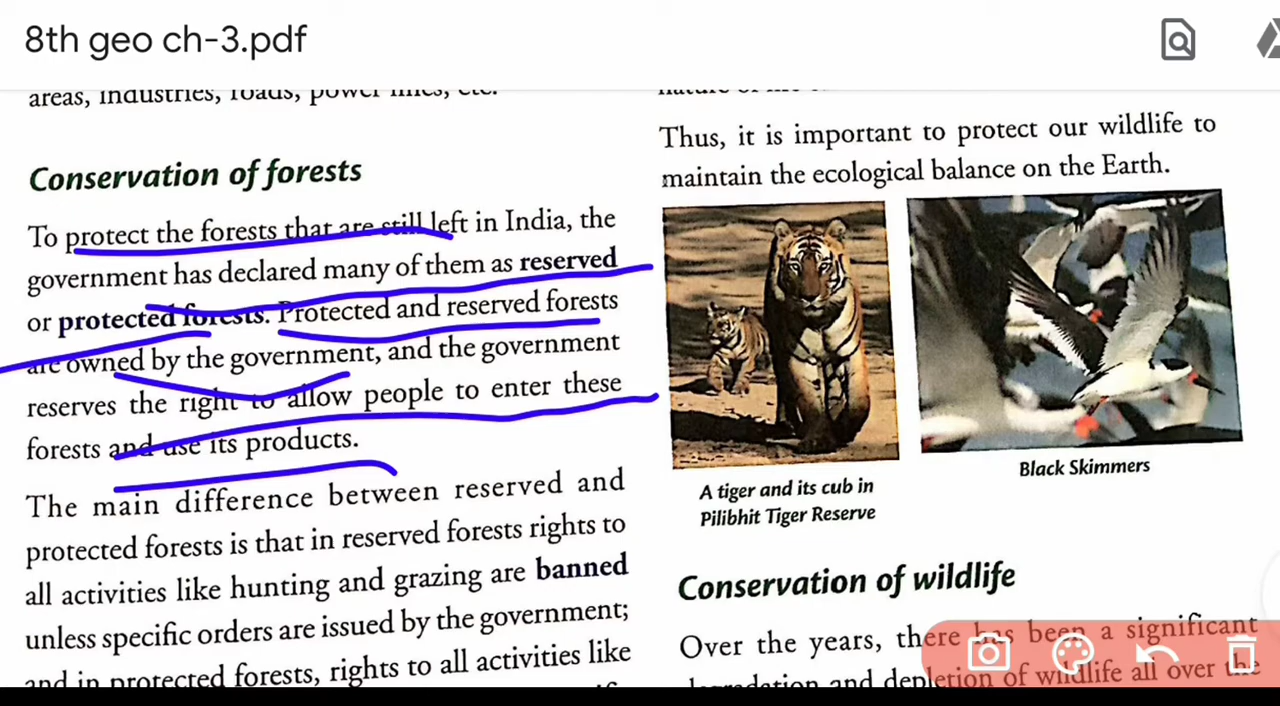 8th geo ch-3.pdf
areas, industries, roads, power lines, etc.
Conservation of forests
To protect the forests that are still left in India, the
government has declared many of them as reserved
or protected forests. Protected and reserved forests
are owned by the government, and the government
reserves the right to allow people to enter these
forests and use its products.
The main difference between reserved and
protected forests is that in reserved forests rights to
all activities like hunting and grazing are banned
unless specific orders are issued by the government;
and in protected forests, rights to all activities like
Thus, it is important to protect our wildlife to
maintain the ecological balance on the Earth.
A tiger and its cub in
Pilibhit Tiger Reserve
Black Skimmers
Conservation of wildlife
Over the years, there has been a significant
degradation and depletion of wildlife all over the